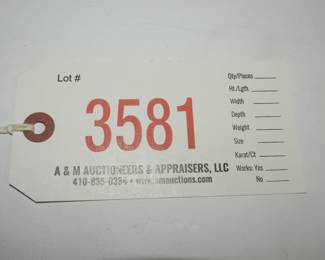 Lot #
3581
A & M AUCTIONEERS & APPRAISERS, LLC
Qty/Pieces
Ht./Lgth.
Width
Depth
Weight
Size
Karat/Ct
Works: Yes
No